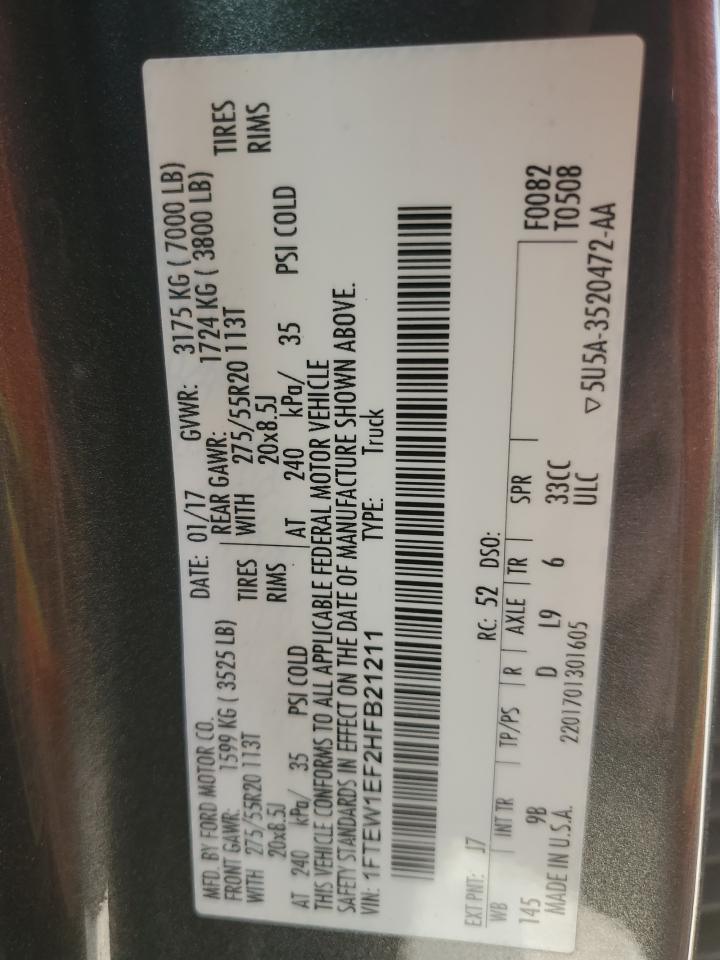 MFD. BY FORD MOTOR CO.
DATE: 01/17 GVWR: 3175 KG ( 7000 LB)
FRONT GAWR: 1599 KG ( 3525 LB) REAR GAWR: 1724 KG ( 3800 LB)
WITH 275/55R20 113T TIRES WITH 275/55R20 113T TIRES
20x8.5J RIMS 20x8.5J RIMS
AT 240 kPa/ 35 PSI COLD AT 240 kPa/ 35 PSI COLD
THIS VEHICLE CONFORMS TO ALL APPLICABLE FEDERAL MOTOR VEHICLE
SAFETY STANDARDS IN EFFECT ON THE DATE OF MANUFACTURE SHOWN ABOVE.
VIN: 1FTEW1EF2HFB21211 TYPE: Truck
EXT PNT: J7 RC: 52 DSO:
WB INT TR TP/PS R AXLE TR SPR F0082
145 9B D L9 6 33CC T0508
MADE IN U.S.A. 2201701301605 ULC ▽5U5A-3520472-AA